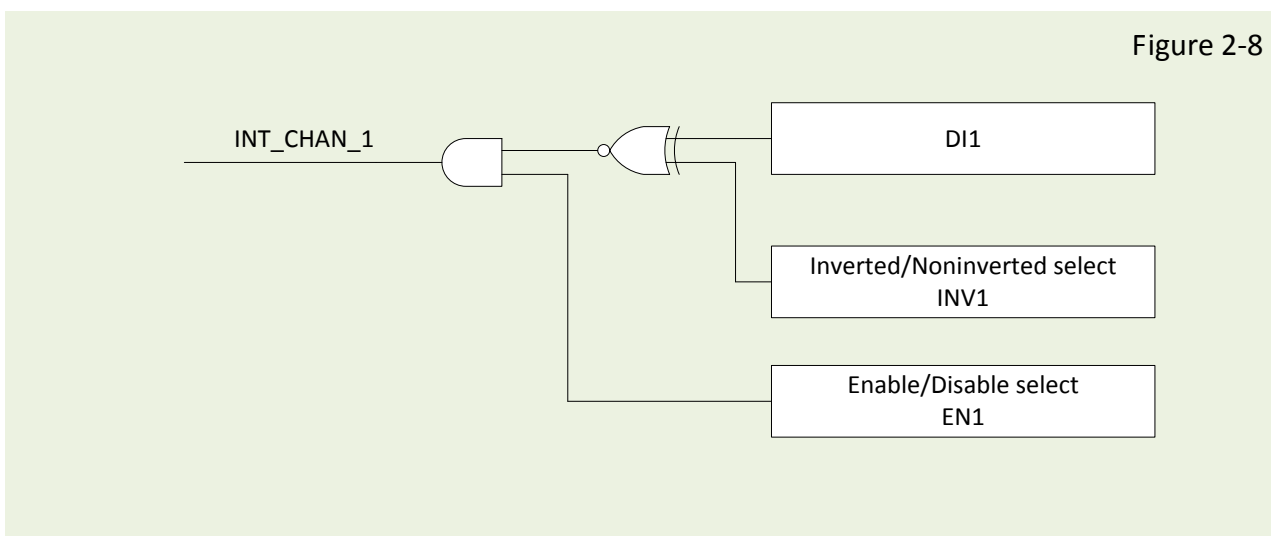 Figure 2-8
INT_CHAN_1
DI1
Inverted/Noninverted select
INV1
Enable/Disable select
EN1